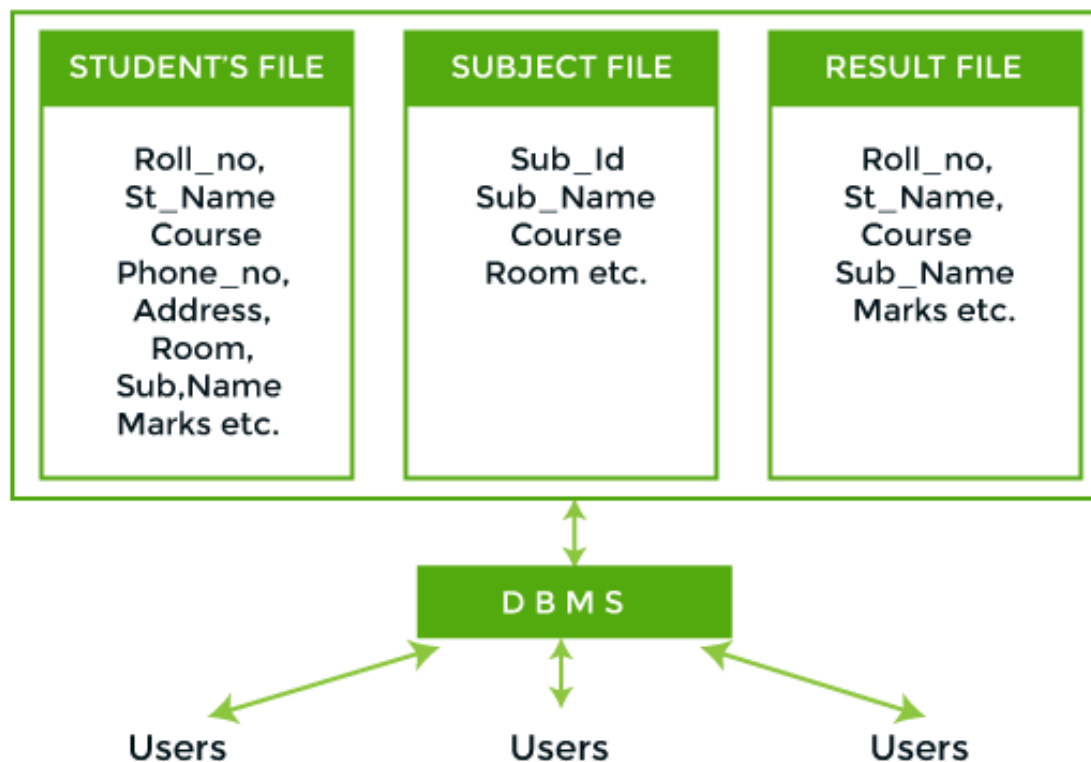 STUDENT'S FILE
Roll_no,
St_Name
Course
Phone_no,
Address,
Room,
Sub,Name
Marks etc.
SUBJECT FILE
Sub_Id
Sub_Name
Course
Room etc.
RESULT FILE
Roll_no,
St_Name,
Course
Sub_Name
Marks etc.
D B M S
Users
Users
Users